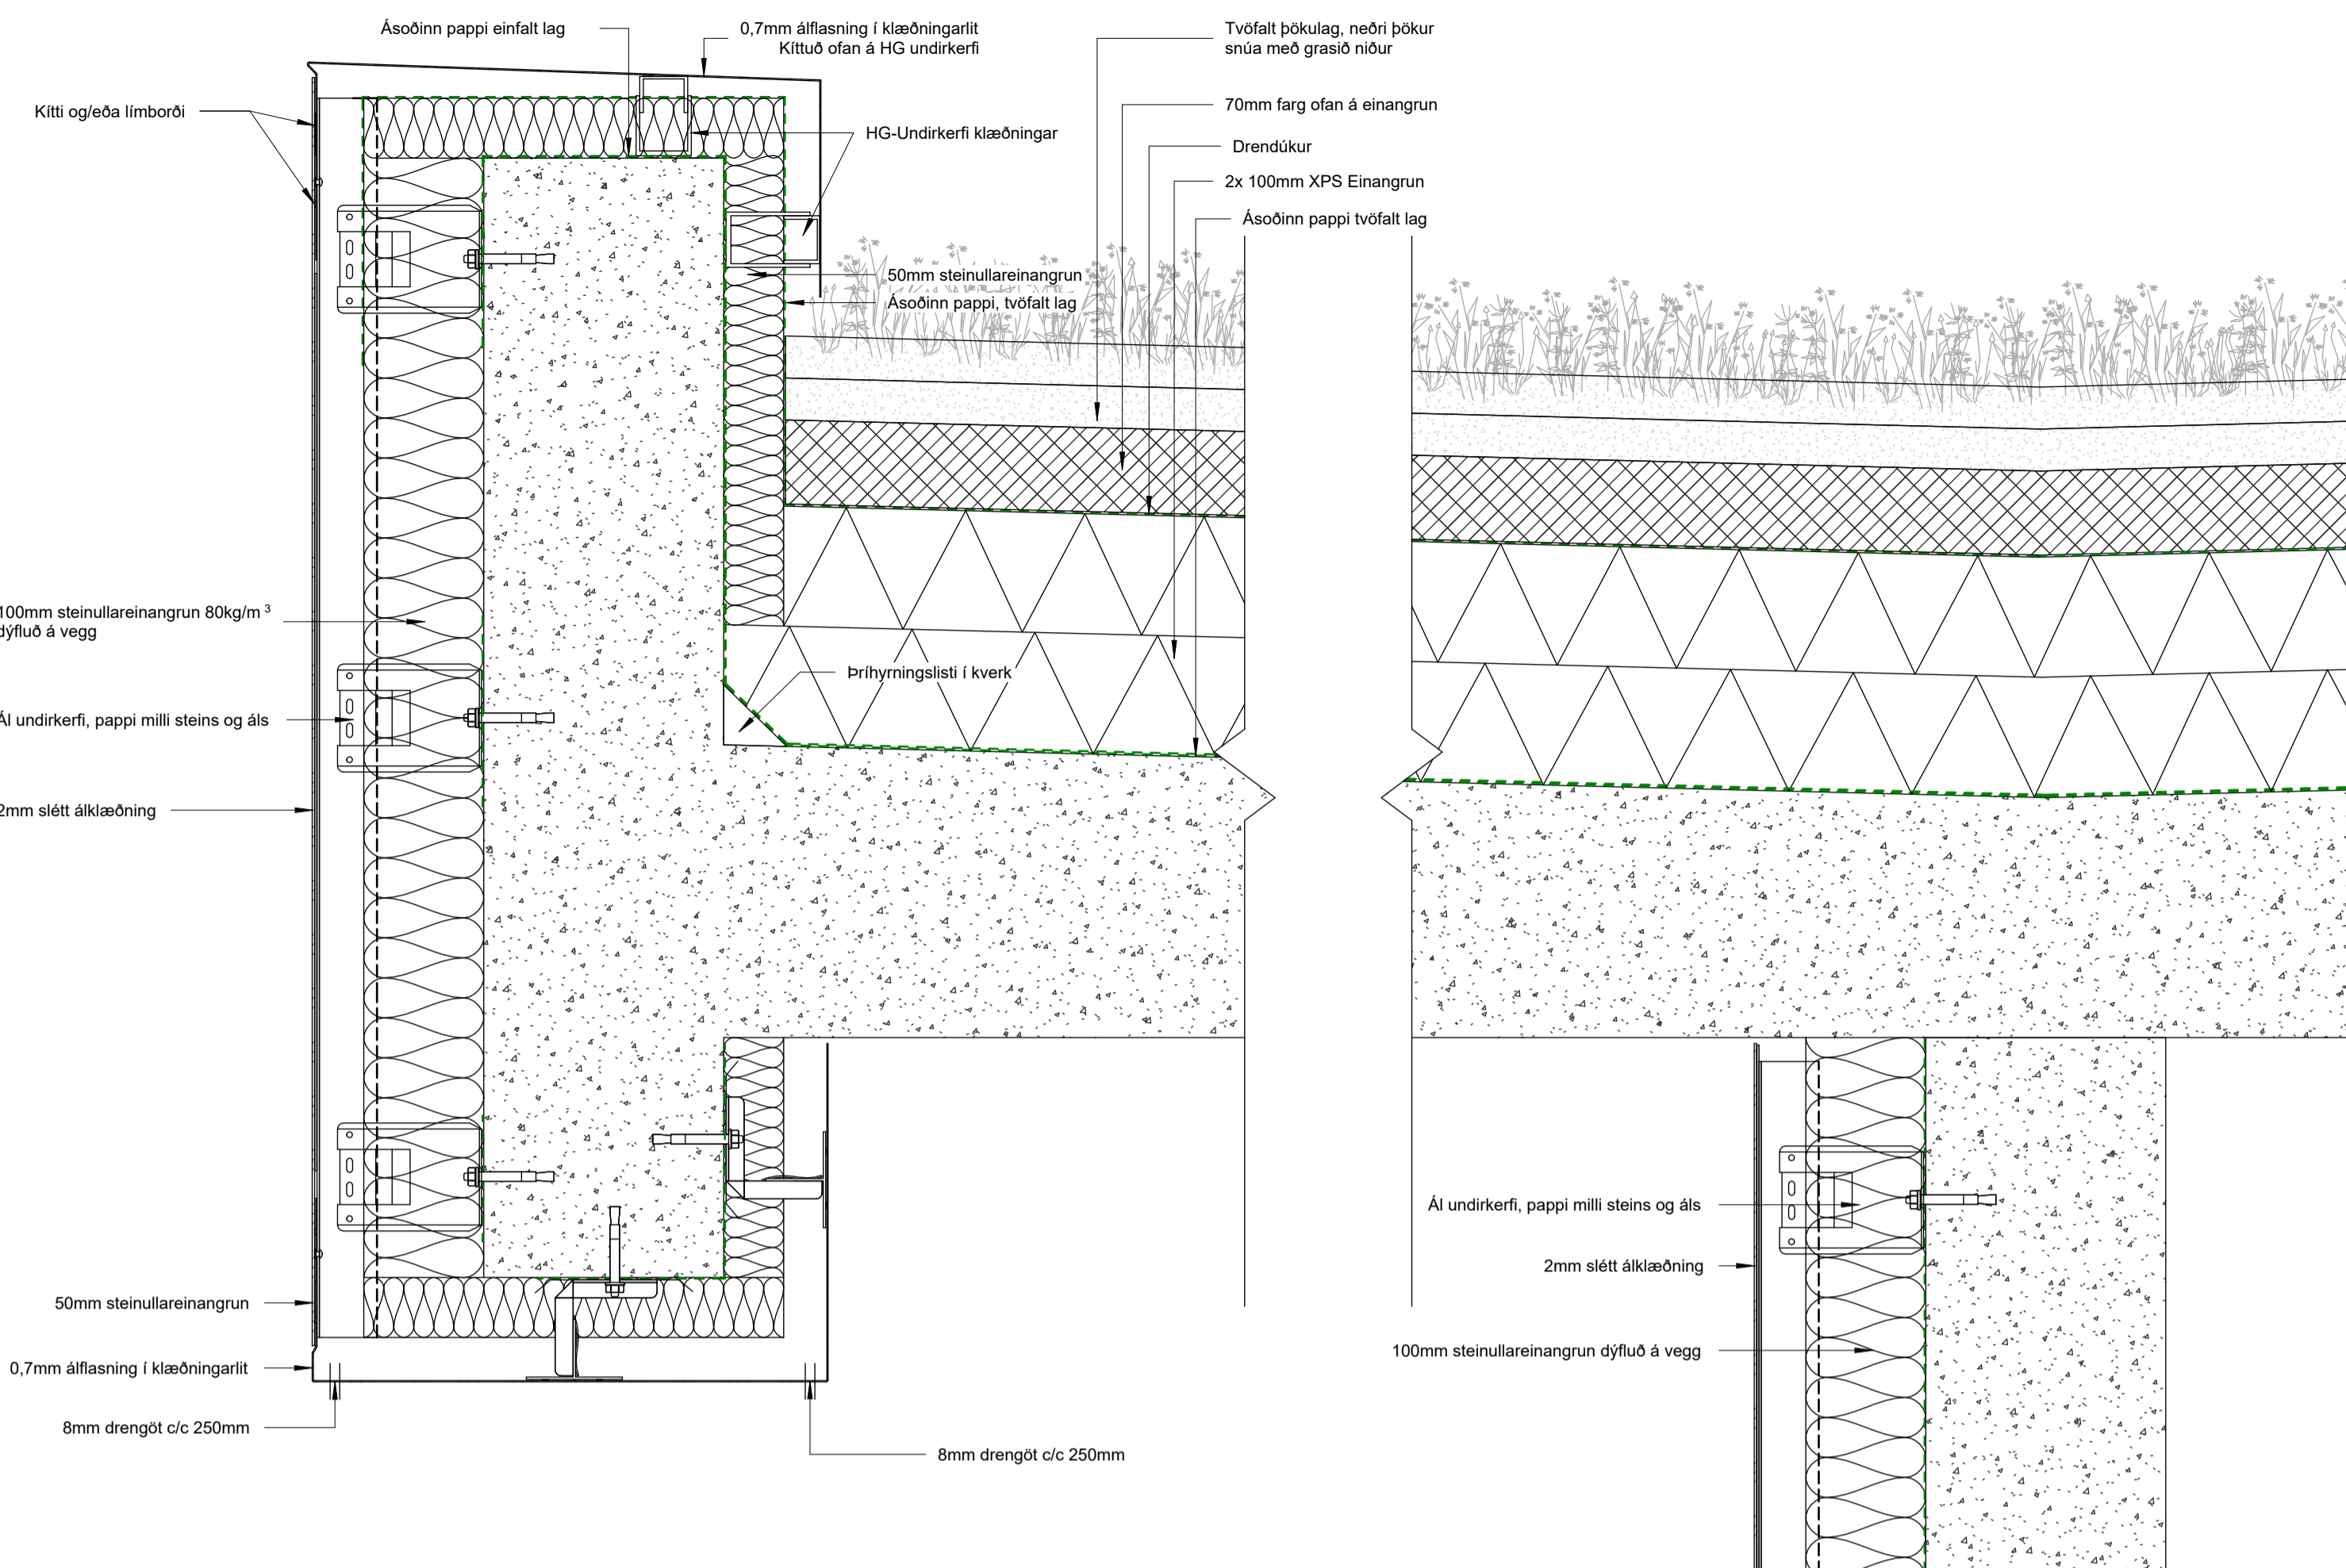 Ásoðinn pappi einfalt lag
0,7mm álflasning í klæðningarlit
Kíttuð ofan á HG undirkerfi
Tvöfalt þökulag, neðri þökur
snúa með grasið niður
Kítti og/eða límborði
70mm farg ofan á einangrun
HG-Undirkerfi klæðningar
Drendúkur
2x 100mm XPS Einangrun
Ásoðinn pappi tvöfalt lag
50mm steinullareinangrun
Ásoðinn pappi, tvöfalt lag
100mm steinullareinangrun 80kg/m³
dýfluð á vegg
Þríhyrningslisti í kverk
Ál undirkerfi, pappi milli steins og áls
2mm slétt álklæðning
Ál undirkerfi, pappi milli steins og áls
2mm slétt álklæðning
50mm steinullareinangrun
100mm steinullareinangrun dýfluð á vegg
0,7mm álflasning í klæðningarlit
8mm drengöt c/c 250mm
8mm drengöt c/c 250mm